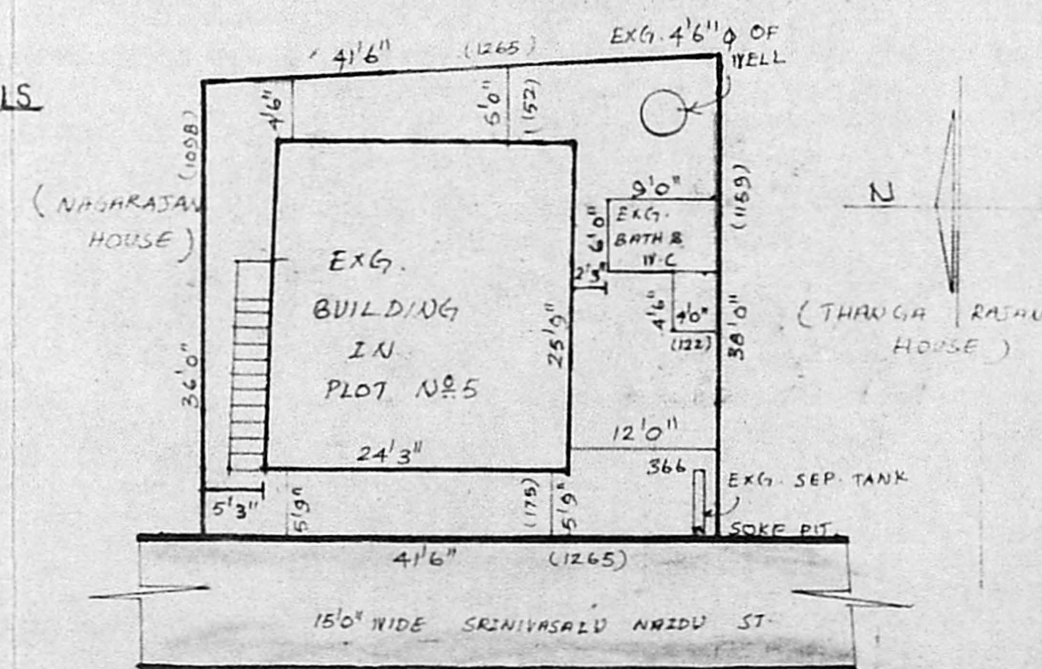 LS
41'6" (1265)
EXG. 4'6" φ OF
WELL
4'6"
5'0" (152)
(1098)
36'0"
( NAGARAJAN
HOUSE )
EXG.
BUILDING
IN
PLOT Nº 5
24'3"
25'9"
9'0"
6'0"
EXG.
BATH &
W.C
2'3"
4'6"
4'0"
(122)
(1159)
38'0"
N
( THANGA RAJAN
HOUSE )
12'0"
366
EXG. SEP. TANK
SOKE PIT.
5'3"
5'9"
(175)
5'9"
41'6" (1265)
15'0" WIDE SRINIVASALU NAIDU ST.